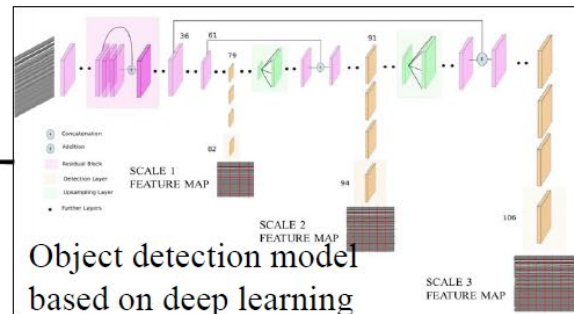 36
61
79
91
Concatenation
Addition
Residual Block
Detection Layer
Upsampling Layer
Further Layers
82
SCALE 1
FEATURE MAP
94
SCALE 2
FEATURE MAP
106
SCALE 3
FEATURE MAP
Object detection model
based on deep learning